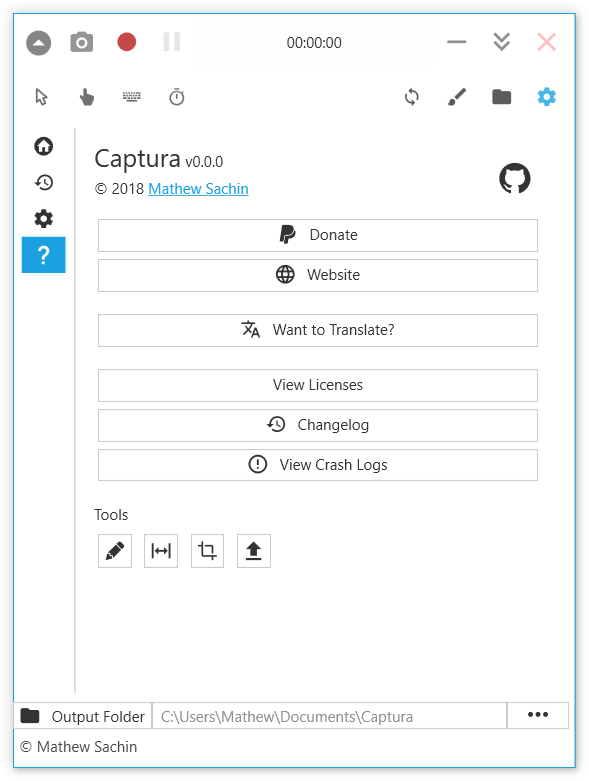 00:00:00
Captura v0.0.0
© 2018 Mathew Sachin
?
Donate
Website
Want to Translate?
View Licenses
Changelog
View Crash Logs
Tools
Output Folder C:\Users\Mathew\Documents\Captura
© Mathew Sachin